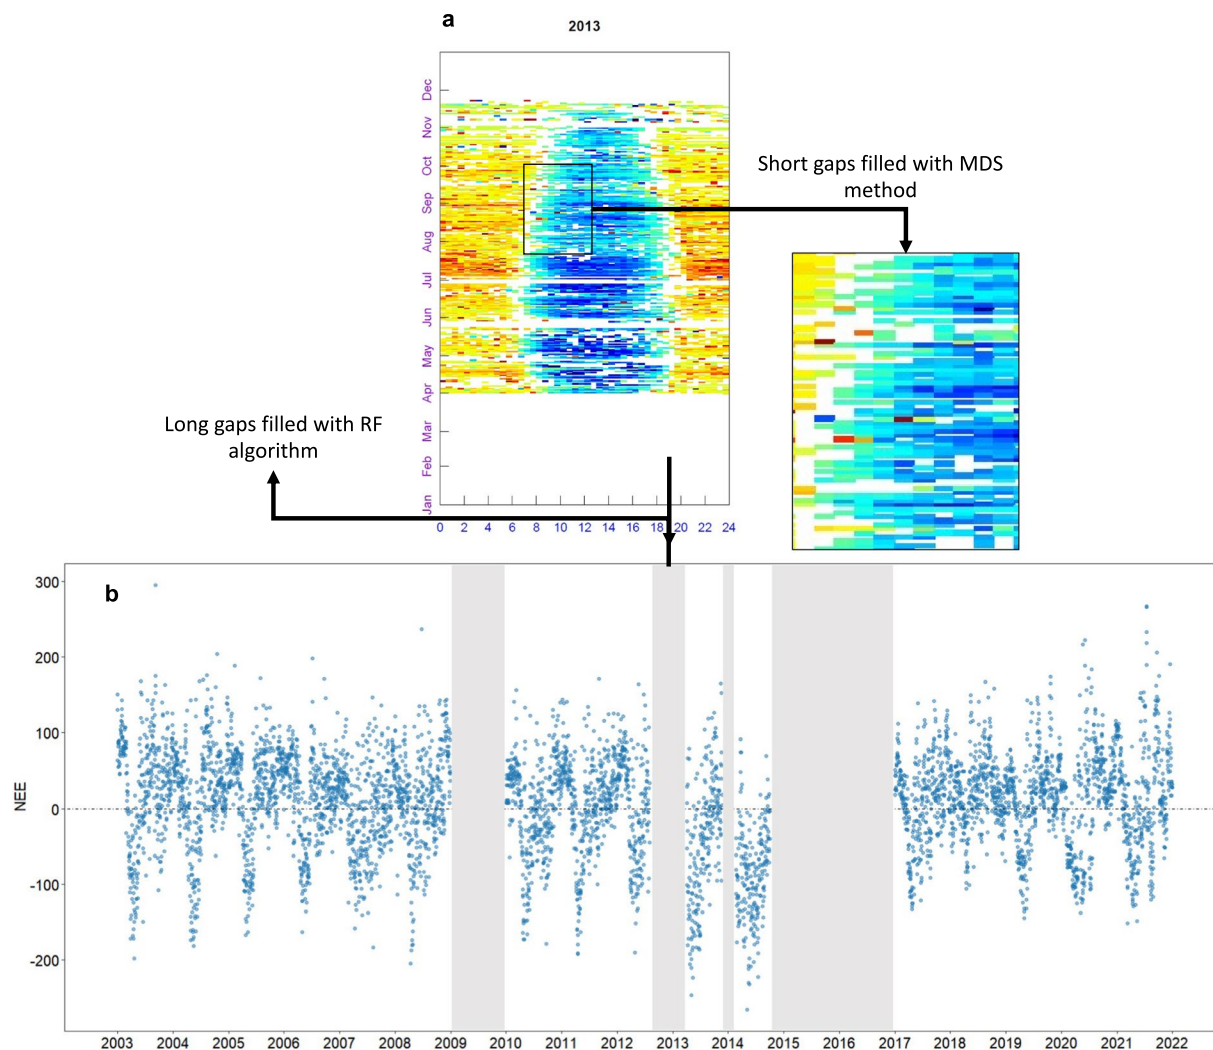 a
2013
Dec
Nov
Oct
Sep
Aug
Jul
Jun
May
Apr
Mar
Feb
Jan
0 2 4 6 8 10 12 14 16 18 20 22 24
Short gaps filled with MDS
method
Long gaps filled with RF
algorithm
b
NEE
300
200
100
0
-100
-200
2003 2004 2005 2006 2007 2008 2009 2010 2011 2012 2013 2014 2015 2016 2017 2018 2019 2020 2021 2022